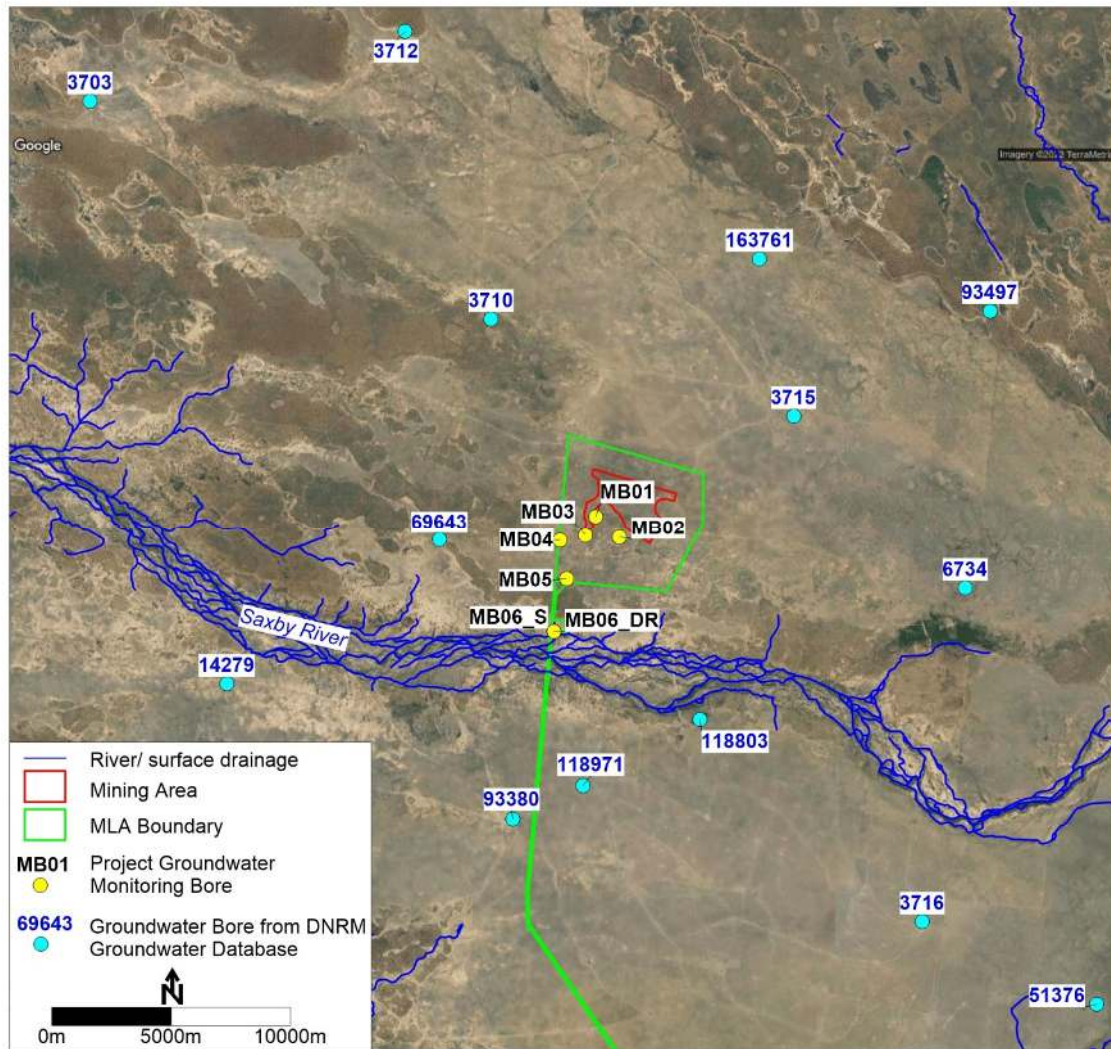 3712
3703
Google
Imagery ©2022 TerraMetrics
163761
93497
3710
3715
MB01
MB03
MB02
69643
MB04
MB05
6734
MB06_S
MB06_DR
Saxby River
14279
118803
118971
93380
3716
51376
River/ surface drainage
Mining Area
MLA Boundary
MB01
Project Groundwater
Monitoring Bore
69643
Groundwater Bore from DNRM
Groundwater Database
N
0m
5000m
10000m